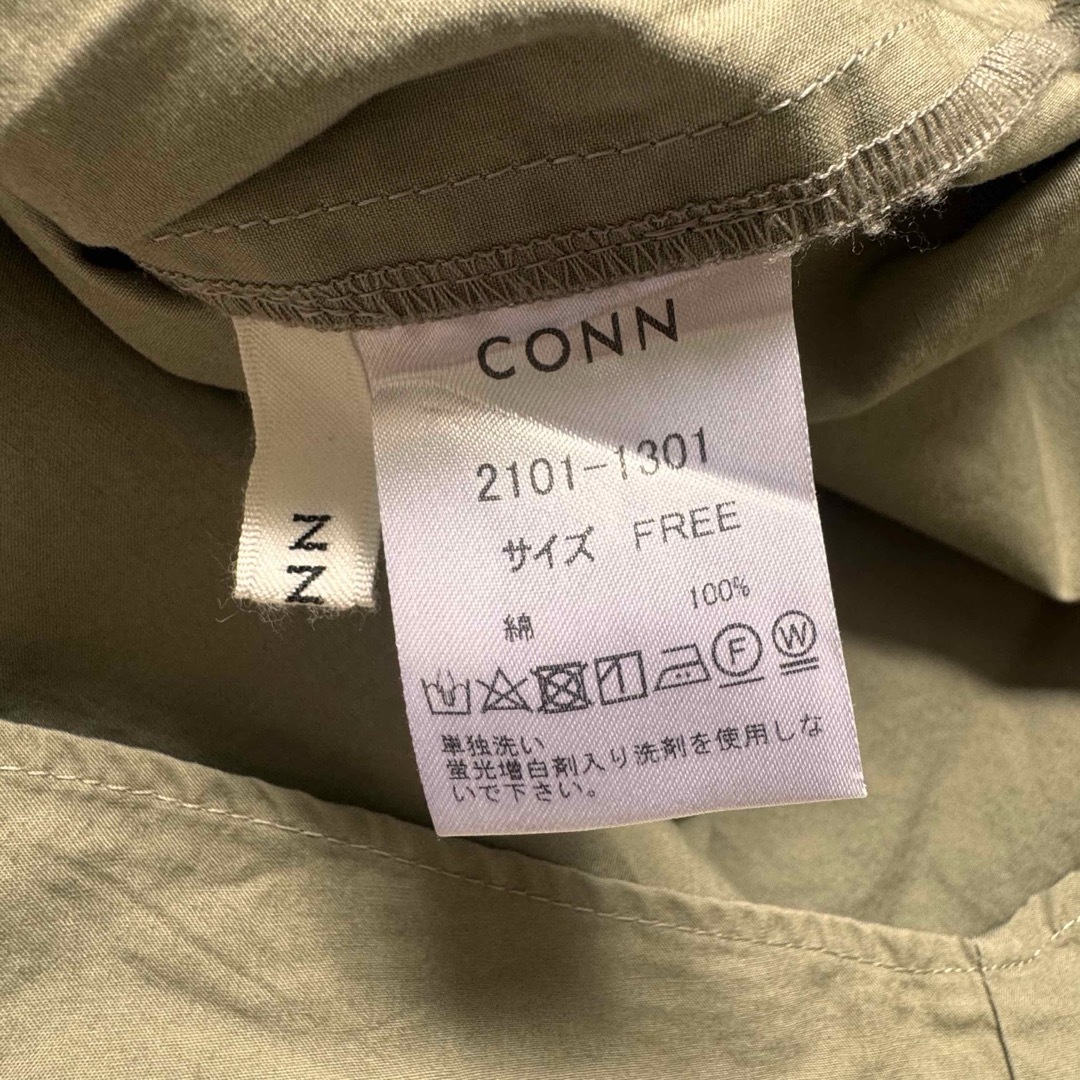 CONN
2101-1301
サイズ FREE
綿 100%
F W
単独洗い
蛍光増白剤入り洗剤を使用しな
いで下さい。
NN